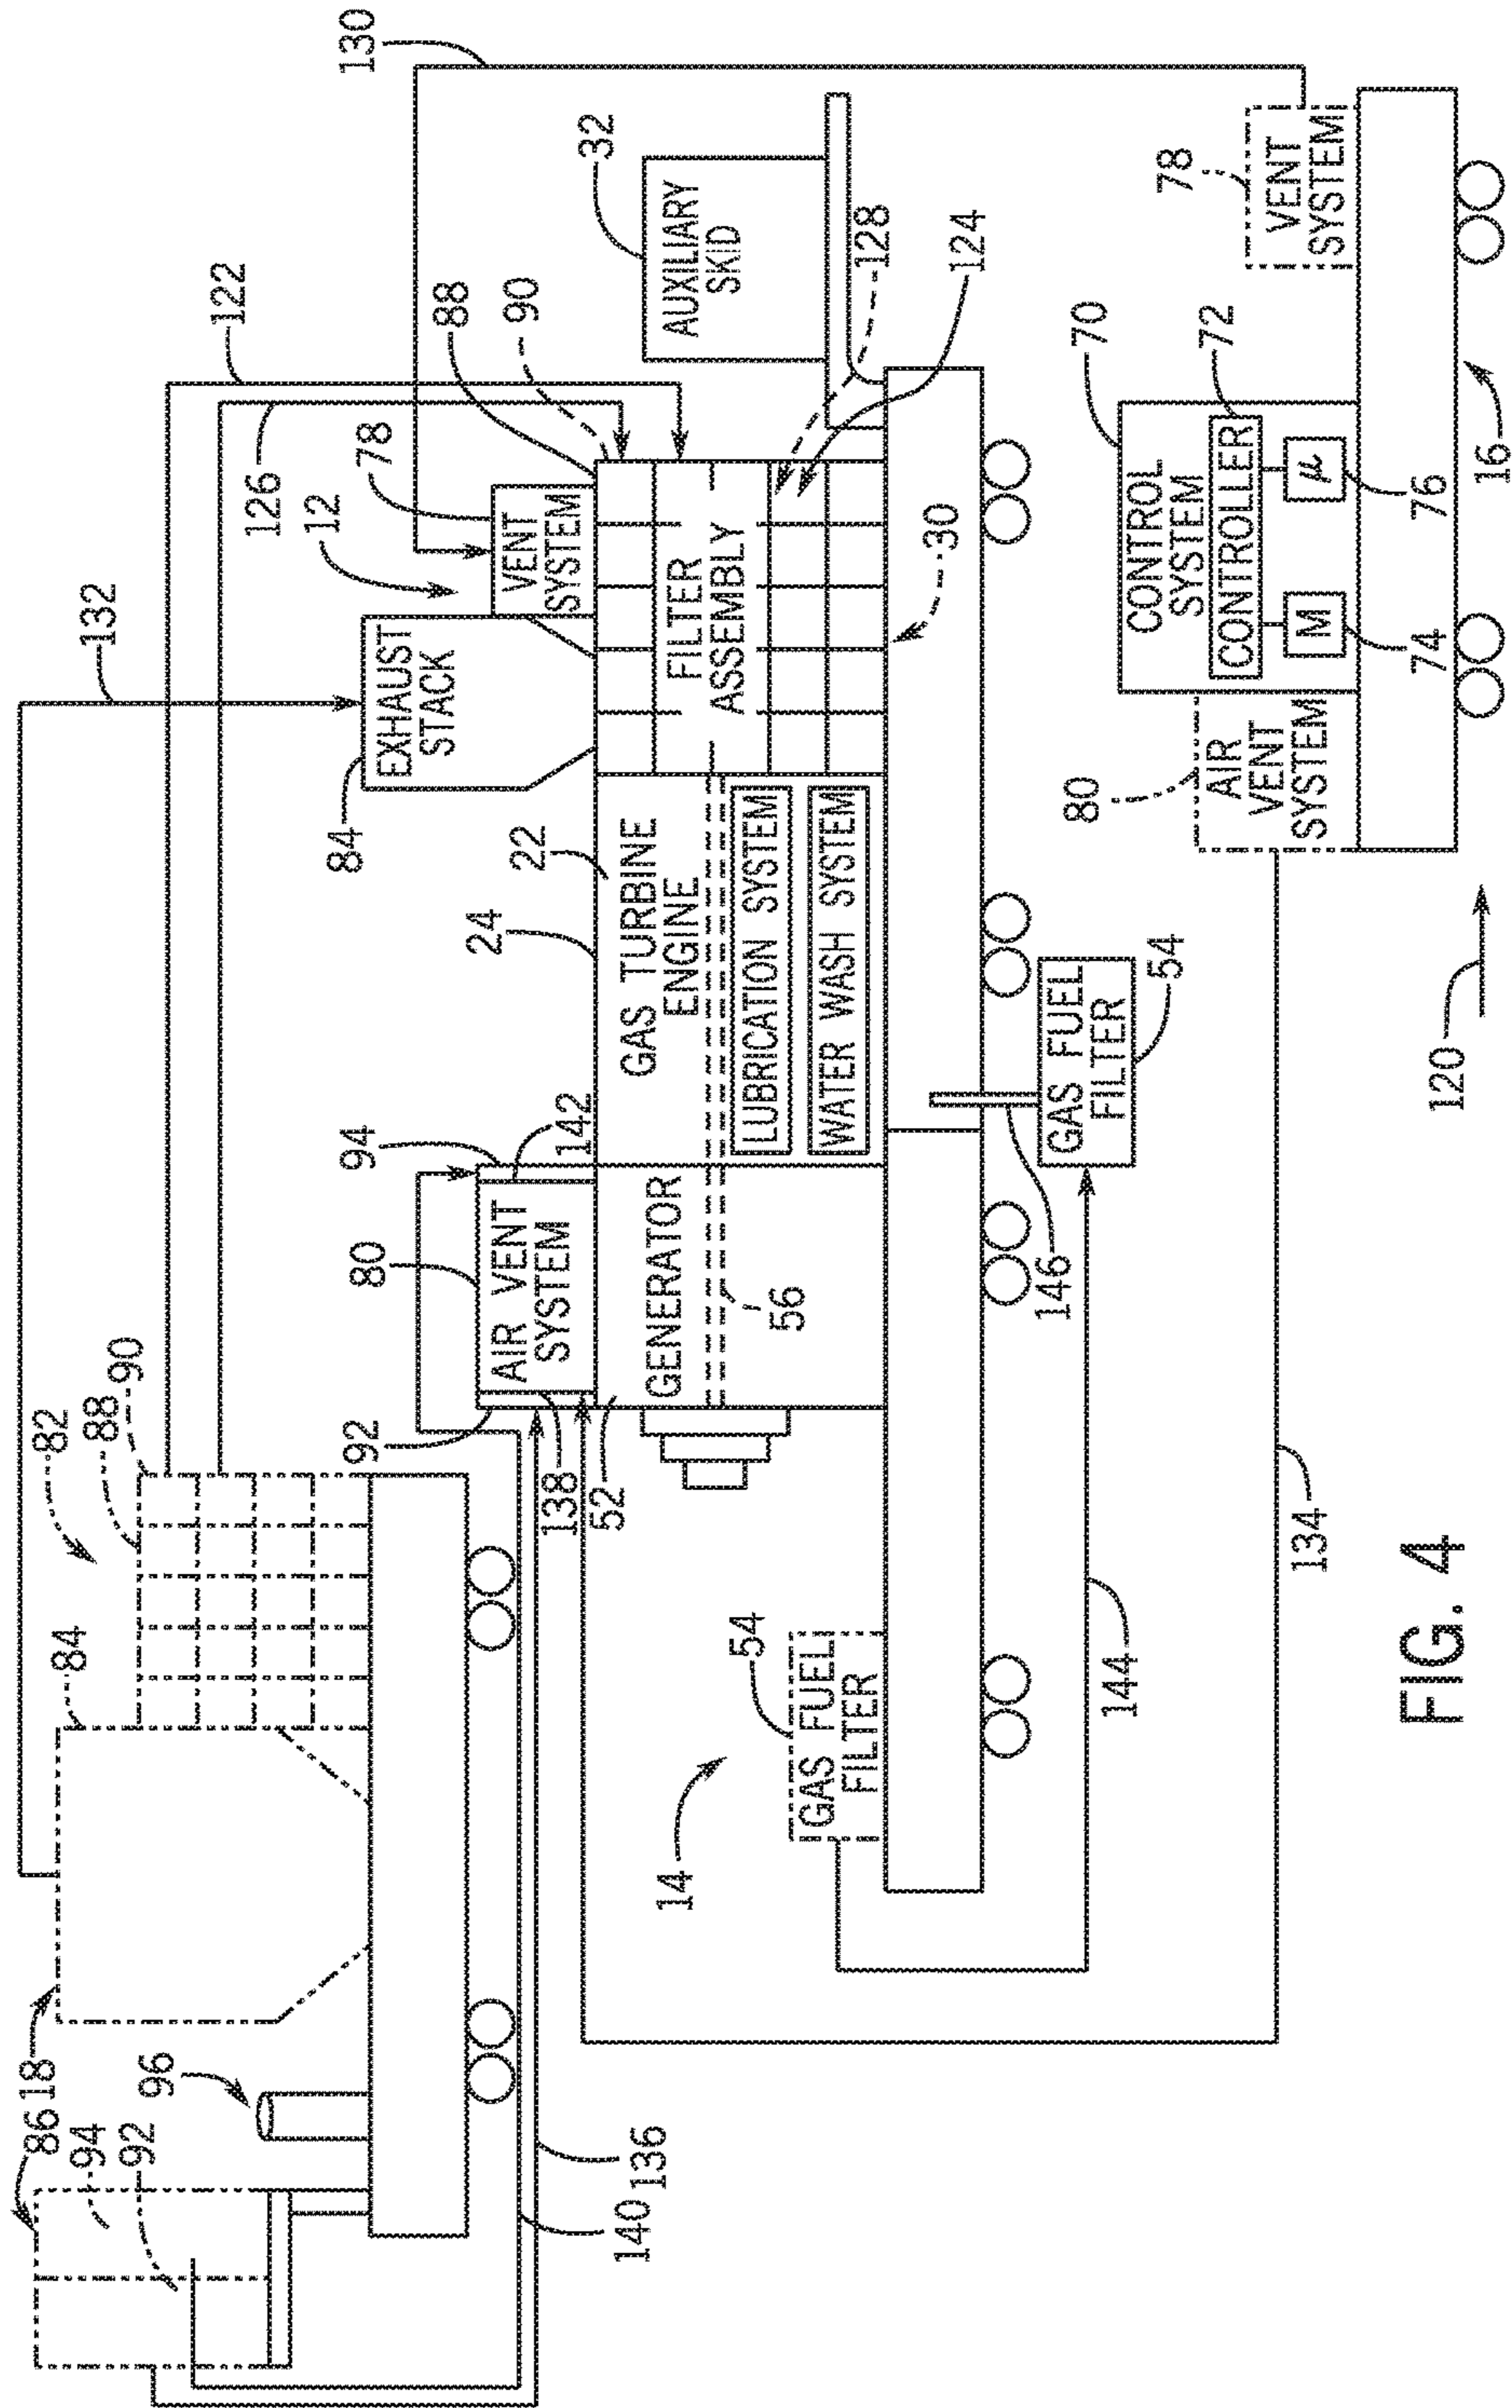 130
32
AUXILIARY
SKID
78
VENT
SYSTEM
122
88
90
128
124
70
72
126
12
78
VENT
SYSTEM
132
EXHAUST
STACK
84
FILTER
ASSEMBLY
30
CONTROL
SYSTEM
CONTROLLER
M
μ
74
76
16
80
AIR
VENT
SYSTEM
22
24
GAS TURBINE
ENGINE
LUBRICATION SYSTEM
WATER WASH SYSTEM
GAS FUEL
FILTER
54
120
94
142
80
AIR VENT
SYSTEM
GENERATOR
56
146
92
138
52
82
88
90
84
54
GAS FUEL
FILTER
14
144
134
18
86
94
92
96
136
140
FIG. 4